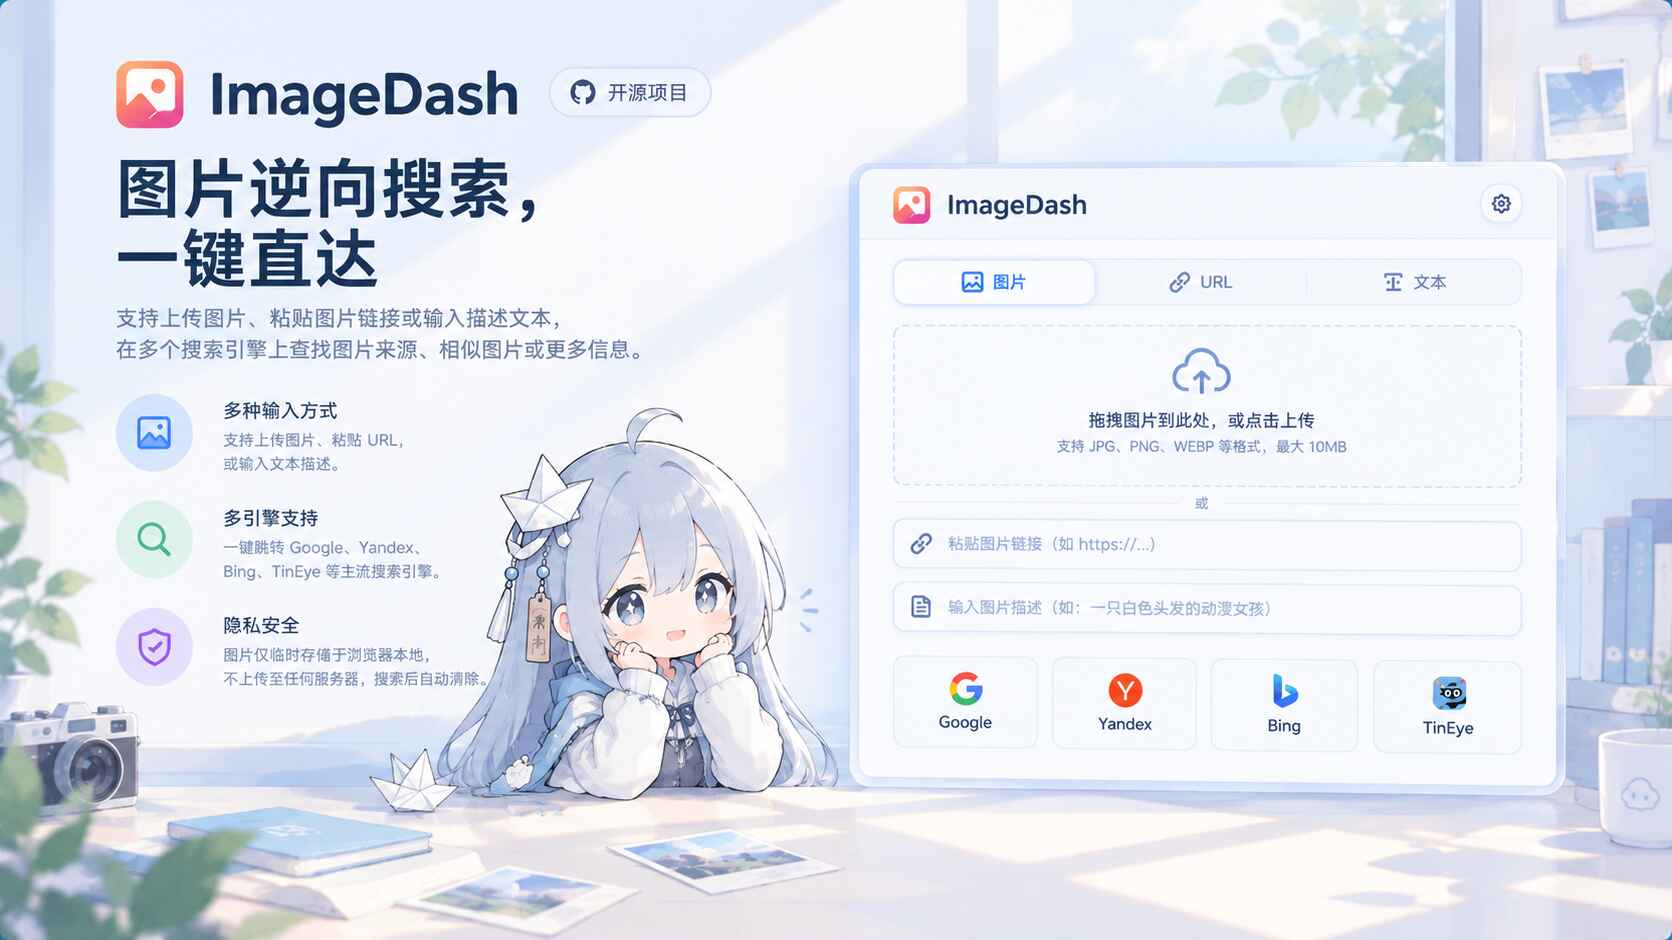 ImageDash
开源项目
图片逆向搜索，
一键直达
支持上传图片、粘贴图片链接或输入描述文本，
在多个搜索引擎上查找图片来源、相似图片或更多信息。
多种输入方式
支持上传图片、粘贴 URL，
或输入文本描述。
多引擎支持
一键跳转 Google、Yandex、
Bing、TinEye 等主流搜索引擎。
隐私安全
图片仅临时存储于浏览器本地，
不上传至任何服务器，搜索后自动清除。
ImageDash
图片
URL
文本
拖拽图片到此处，或点击上传
支持 JPG、PNG、WEBP 等格式，最大 10MB
或
粘贴图片链接（如 https://...）
输入图片描述（如：一只白色头发的动漫女孩）
Google
Yandex
Bing
TinEye